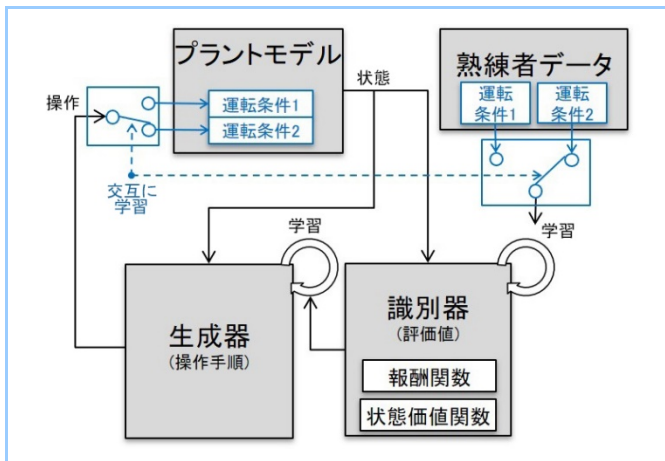 プラントモデル
状態
熟練者データ
操作
運転条件1
運転条件2
運転
条件1
運転
条件2
交互に
学習
学習
学習
生成器
(操作手順)
識別器
(評価値)
報酬関数
状態価値関数